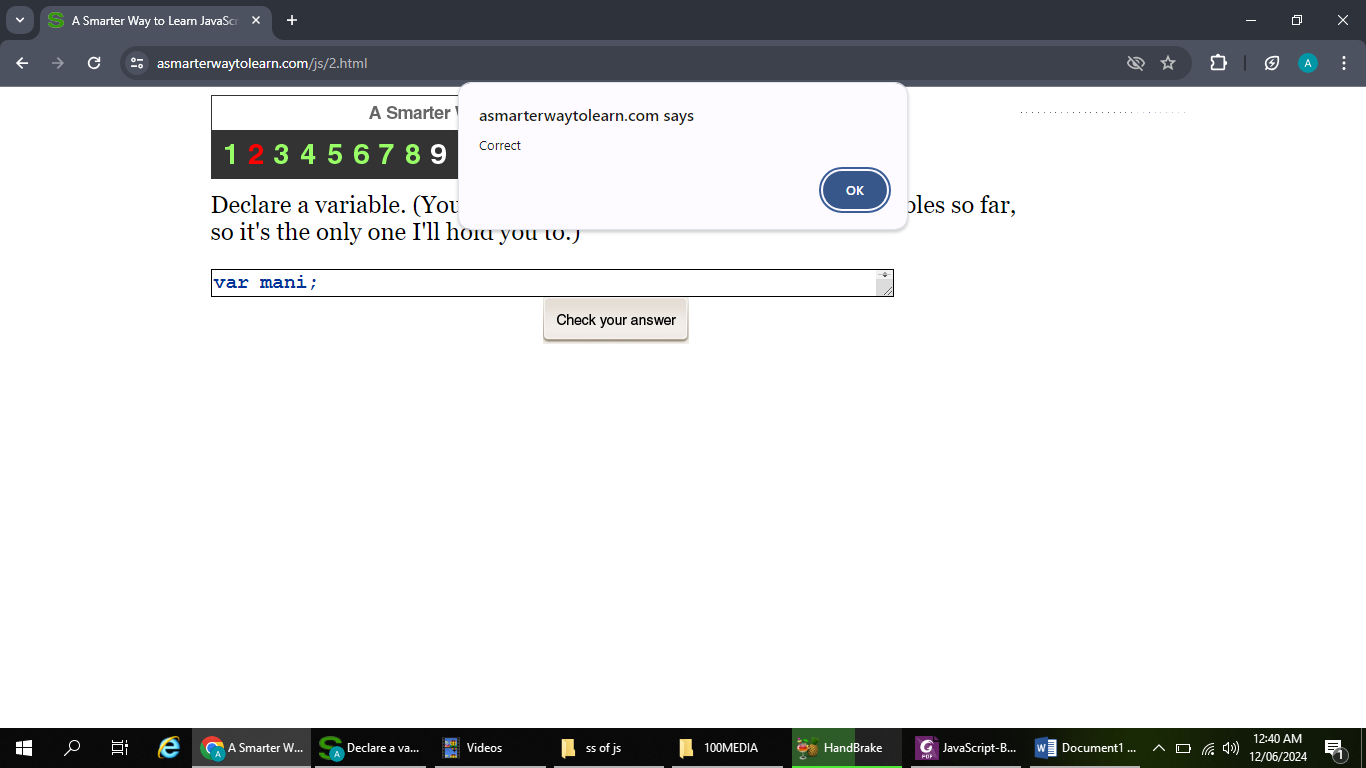 A Smarter Way to Learn JavaScr
asmarterwaytolearn.com/js/2.html
A
A Smarter
asmarterwaytolearn.com says
Correct
OK
1 2 3 4 5 6 7 8 9
Declare a variable. (You
bles so far,
so it's the only one I'll hold you to.)
var mani;
Check your answer
A Smarter W...
Declare a va...
Videos
ss of js
100MEDIA
HandBrake
JavaScript-B...
Document1 ...
12:40 AM
12/06/2024
1